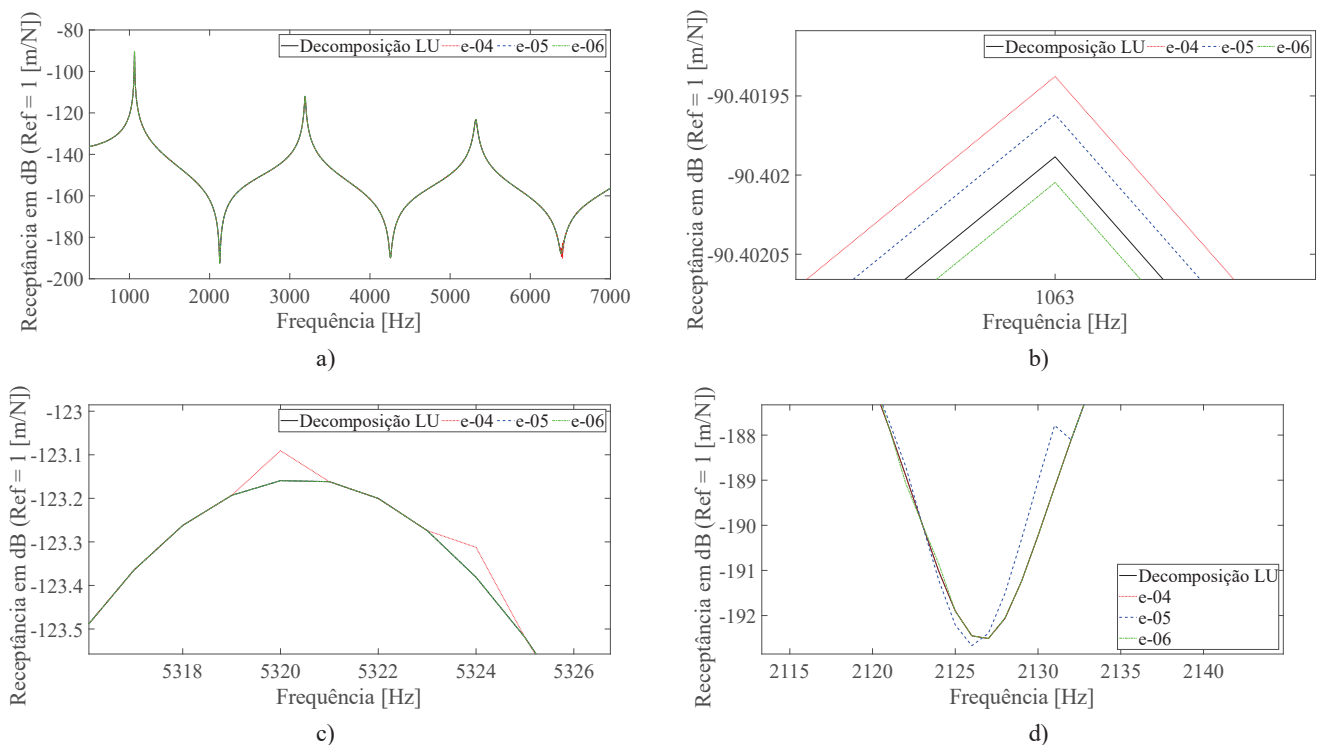 Receptância em dB (Ref = 1 [m/N])
-80
-100
-120
-140
-160
-180
-200
Decomposição LU e-04 e-05 e-06
1000 2000 3000 4000 5000 6000 7000
Frequência [Hz]
a)
Receptância em dB (Ref = 1 [m/N])
-90.40195
-90.402
-90.40205
Decomposição LU e-04 e-05 e-06
1063
Frequência [Hz]
b)
Receptância em dB (Ref = 1 [m/N])
-123
-123.1
-123.2
-123.3
-123.4
-123.5
Decomposição LU e-04 e-05 e-06
5318 5320 5322 5324 5326
Frequência [Hz]
c)
Receptância em dB (Ref = 1 [m/N])
-188
-189
-190
-191
-192
Decomposição LU
e-04
e-05
e-06
2115 2120 2125 2130 2135 2140
Frequência [Hz]
d)